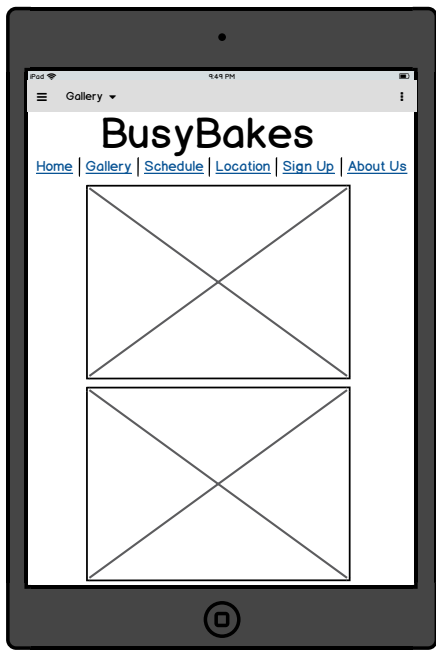 iPad 9:49 PM
Gallery
BusyBakes
Home | Gallery | Schedule | Location | Sign Up | About Us